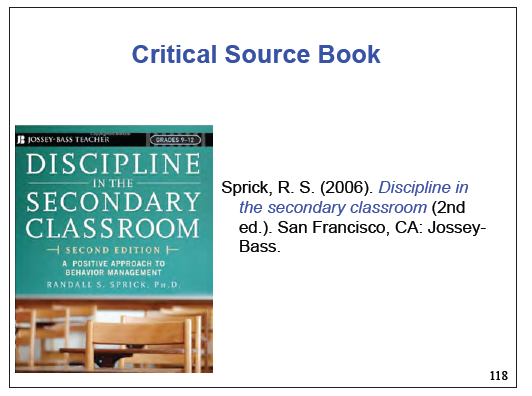 Critical Source Book
JOSSEY-BASS TEACHER
GRADES 9-12
DISCIPLINE
IN THE
SECONDARY
CLASSROOM
SECOND EDITION
A POSITIVE APPROACH TO
BEHAVIOR MANAGEMENT
RANDALL S. SPRICK, PH.D.
Sprick, R. S. (2006). Discipline in
the secondary classroom (2nd
ed.). San Francisco, CA: Jossey-
Bass.
118